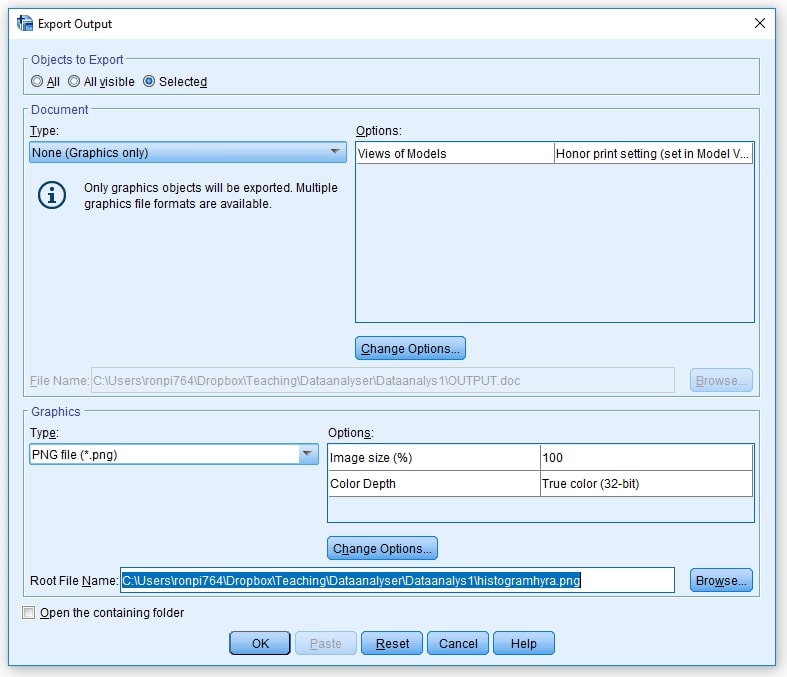 Export Output
Objects to Export
All All visible Selected
Document
Type:
None (Graphics only)
Only graphics objects will be exported. Multiple
graphics file formats are available.
Options:
Views of Models Honor print setting (set in Model V...
Change Options...
File Name: C:\Users\ronpi764\Dropbox\Teaching\Dataanalyser\Dataanalys1\OUTPUT.doc Browse...
Graphics
Type:
PNG file (*.png)
Options:
Image size (%) 100
Color Depth True color (32-bit)
Change Options...
Root File Name: C:\Users\ronpi764\Dropbox\Teaching\Dataanalyser\Dataanalys1\histogramhyra.png Browse...
Open the containing folder
OK Paste Reset Cancel Help